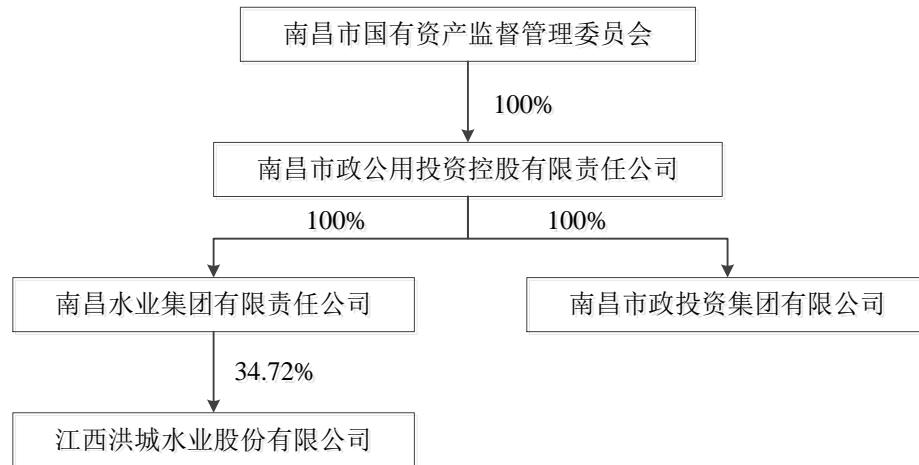 南昌市国有资产监督管理委员会
100%
南昌市政公用投资控股有限责任公司
100%
100%
南昌水业集团有限责任公司
南昌市政投资集团有限公司
34.72%
江西洪城水业股份有限公司